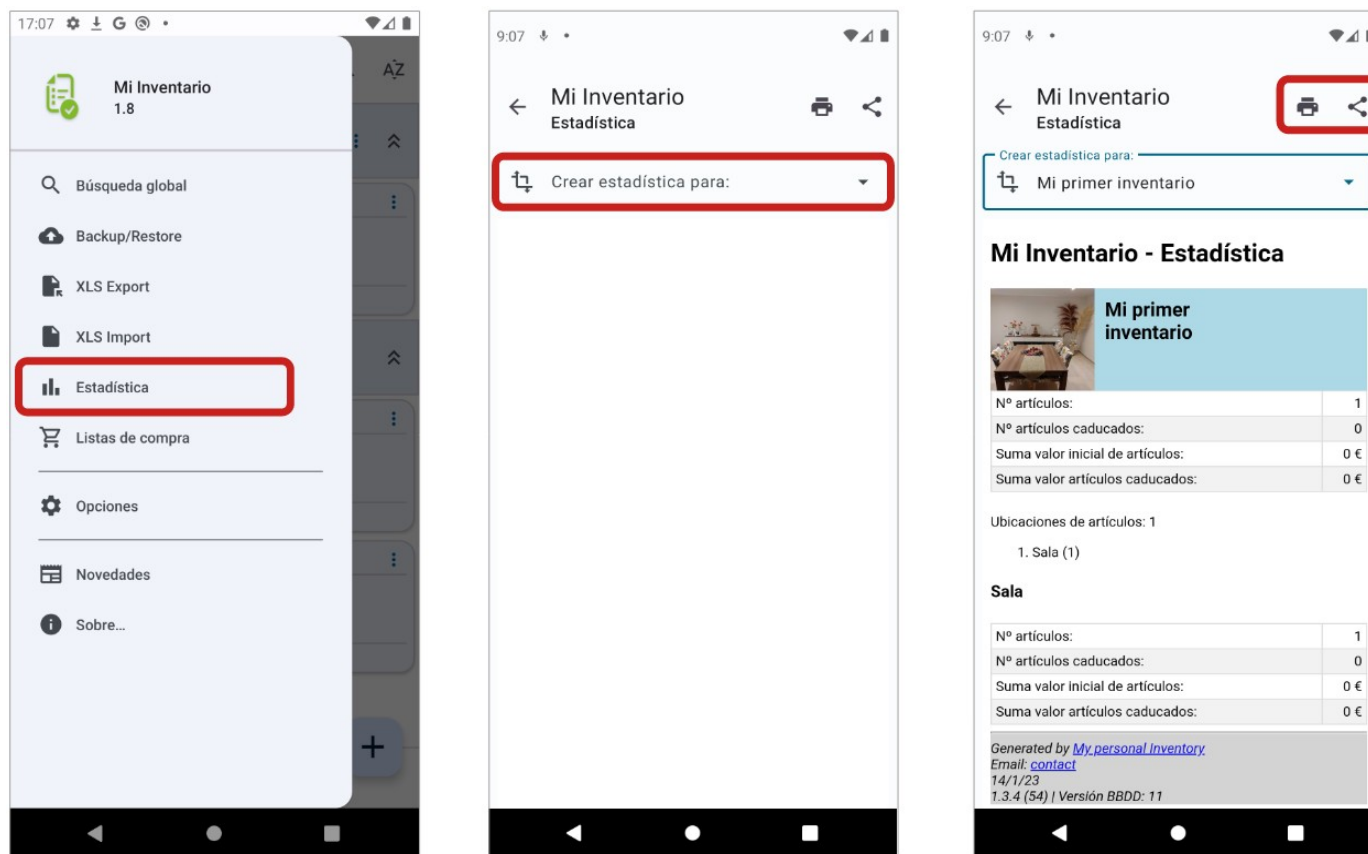 17:07
Mi Inventario
1.8
AZ
Búsqueda global
Backup/Restore
XLS Export
XLS Import
Estadística
Listas de compra
Opciones
Novedades
Sobre...
9:07
Mi Inventario
Estadística
Crear estadística para:
9:07
Mi Inventario
Estadística
Crear estadística para:
Mi primer inventario
Mi Inventario - Estadística
Mi primer
inventario
Nº artículos: 1
Nº artículos caducados: 0
Suma valor inicial de artículos: 0 €
Suma valor artículos caducados: 0 €
Ubicaciones de artículos: 1
1. Sala (1)
Sala
Nº artículos: 1
Nº artículos caducados: 0
Suma valor inicial de artículos: 0 €
Suma valor artículos caducados: 0 €
Generated by My personal Inventory
Email: contact
14/1/23
1.3.4 (54) | Versión BBDD: 11